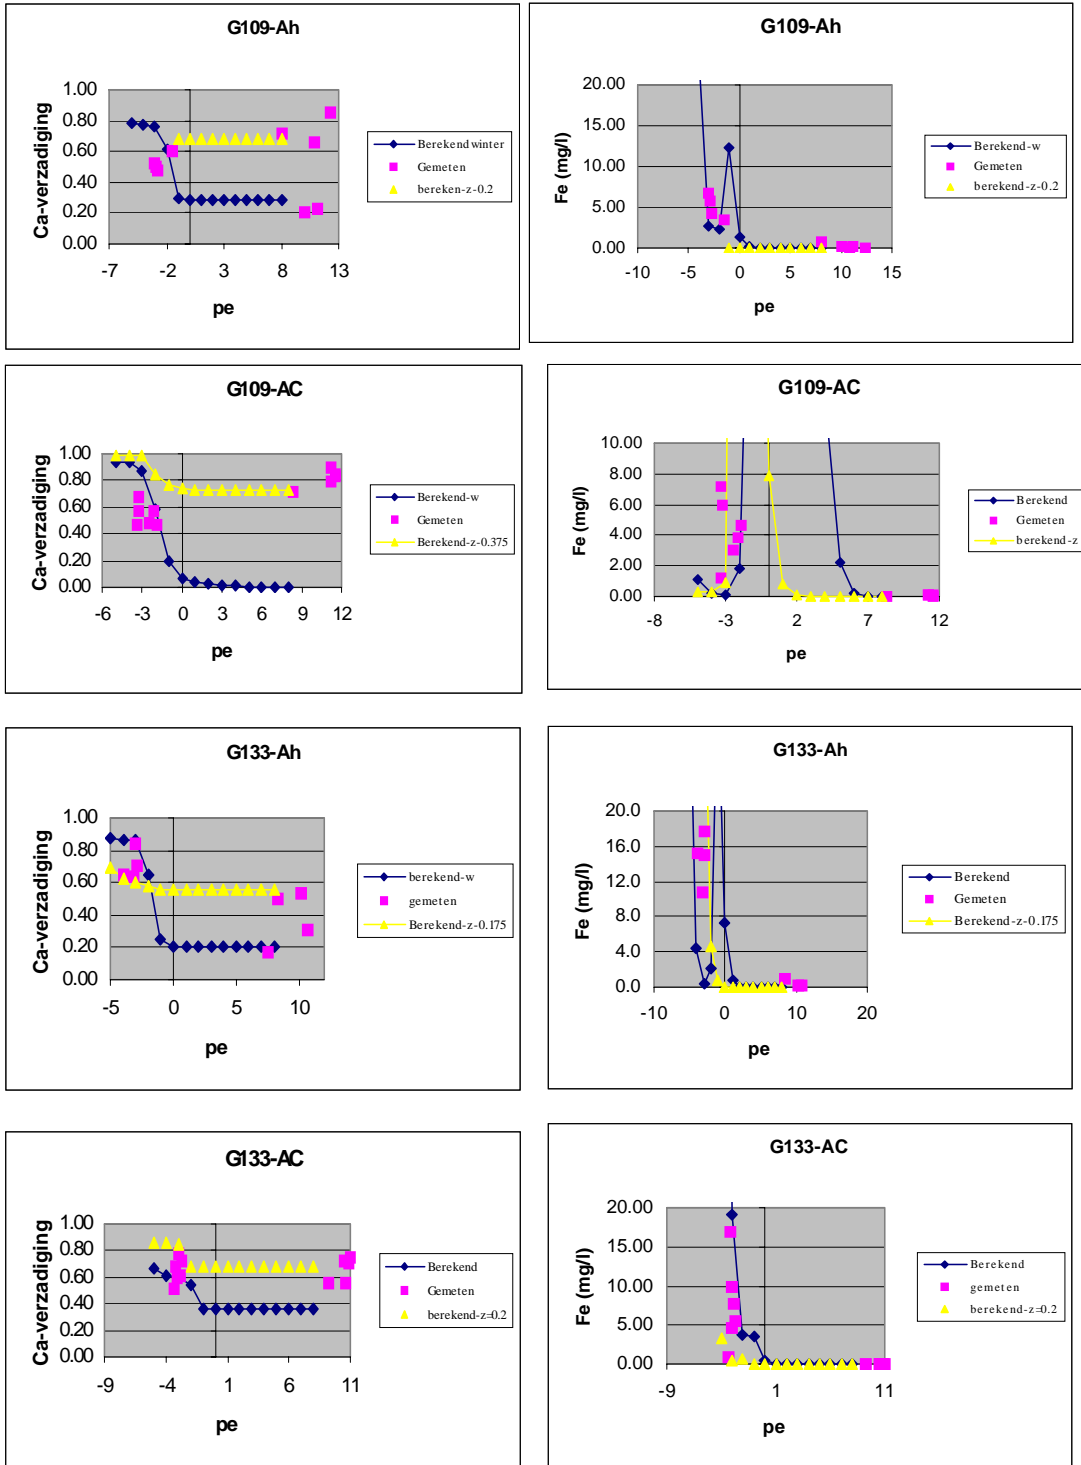 G109-Ah
Ca-verzadiging
1.00
0.80
0.60
0.40
0.20
0.00
-7
-2
3
8
13
pe
Berekend winter
Gemeten
bereken-z-0.2
G109-Ah
Fe (mg/l)
20.00
15.00
10.00
5.00
0.00
-10
-5
0
5
10
15
pe
Berekend-w
Gemeten
berekend-z-0.2
G109-AC
Ca-verzadiging
1.00
0.80
0.60
0.40
0.20
0.00
-6
-3
0
3
6
9
12
pe
Berekend-w
Gemeten
Berekend-z-0.375
G109-AC
Fe (mg/l)
10.00
8.00
6.00
4.00
2.00
0.00
-8
-3
2
7
12
pe
Berekend
Gemeten
berekend-z
G133-Ah
Ca-verzadiging
1.00
0.80
0.60
0.40
0.20
0.00
-5
0
5
10
pe
berekend-w
gemeten
Berekend-z-0.175
G133-Ah
Fe (mg/l)
20.0
16.0
12.0
8.0
4.0
0.0
-10
0
10
20
pe
Berekend
Gemeten
Berekend-z-0.175
G133-AC
Ca-verzadiging
1.00
0.80
0.60
0.40
0.20
0.00
-9
-4
1
6
11
pe
Berekend
Gemeten
berekend-z=0.2
G133-AC
Fe (mg/l)
20.00
15.00
10.00
5.00
0.00
-9
1
11
pe
Berekend
gemeten
berekend-z=0.2